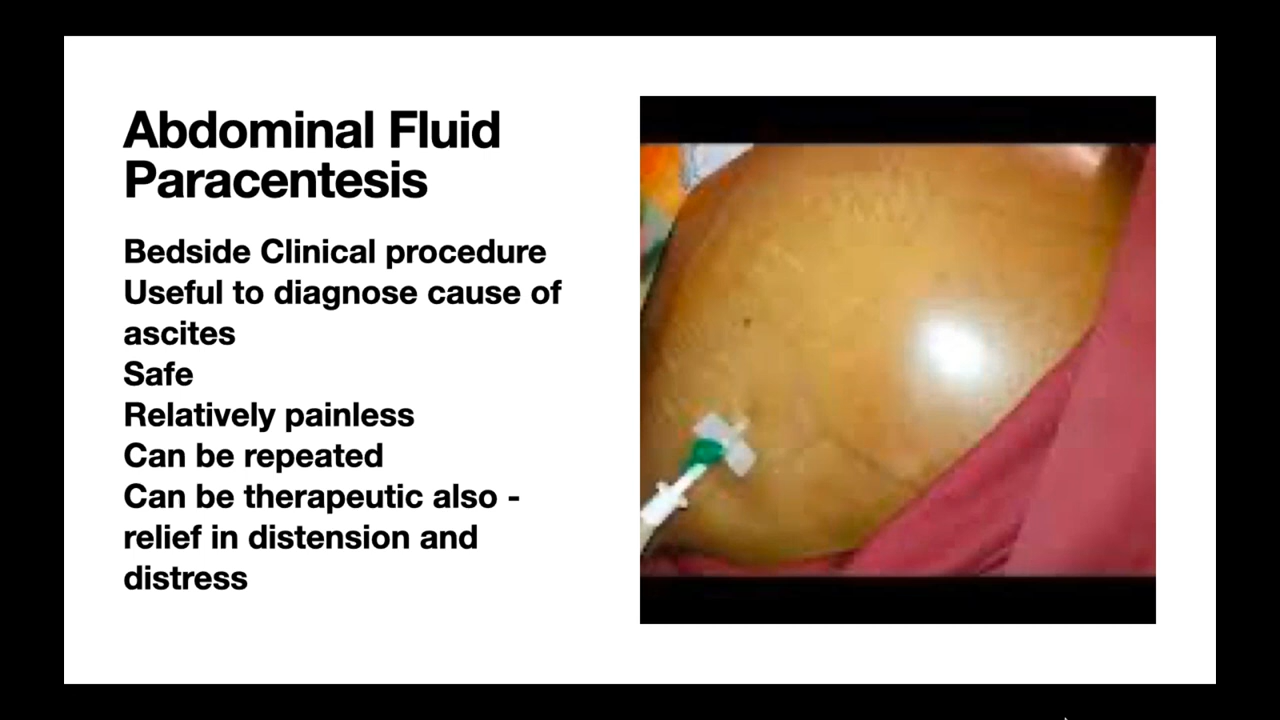 Abdominal Fluid
Paracentesis
Bedside Clinical procedure
Useful to diagnose cause of
ascites
Safe
Relatively painless
Can be repeated
Can be therapeutic also -
relief in distension and
distress